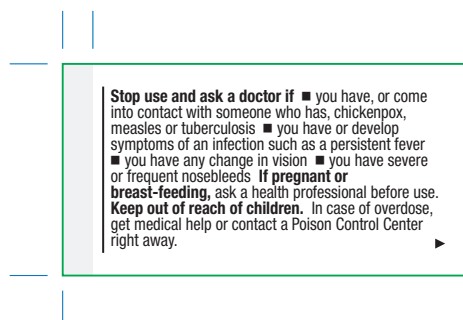 Stop use and ask a doctor if ■ you have, or come
into contact with someone who has, chickenpox,
measles or tuberculosis ■ you have or develop
symptoms of an infection such as a persistent fever
■ you have any change in vision ■ you have severe
or frequent nosebleeds If pregnant or
breast-feeding, ask a health professional before use.
Keep out of reach of children. In case of overdose,
get medical help or contact a Poison Control Center
right away. ►